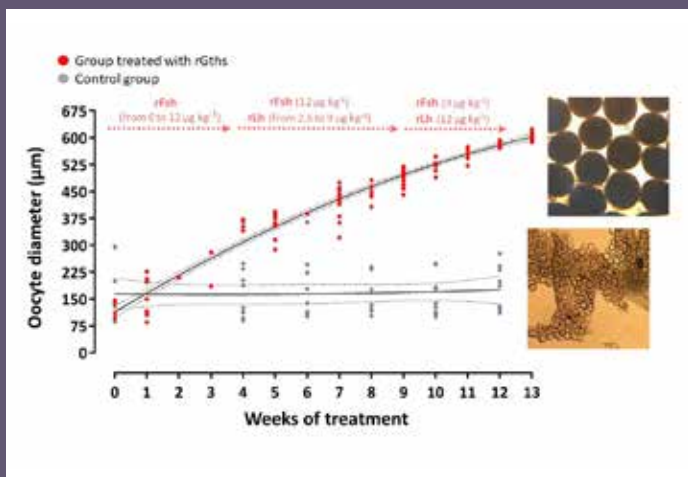 Group treated with rGths
Control group
rFsh
(from 0 to 12 µg kg⁻¹)
rFsh (12 µg kg⁻¹)
rLh (from 2.5 to 9 µg kg⁻¹)
rFsh (4 µg kg⁻¹)
rLh (12 µg kg⁻¹)
Oocyte diameter (µm)
675
600
525
450
375
300
225
150
75
0
0 1 2 3 4 5 6 7 8 9 10 11 12 13
Weeks of treatment